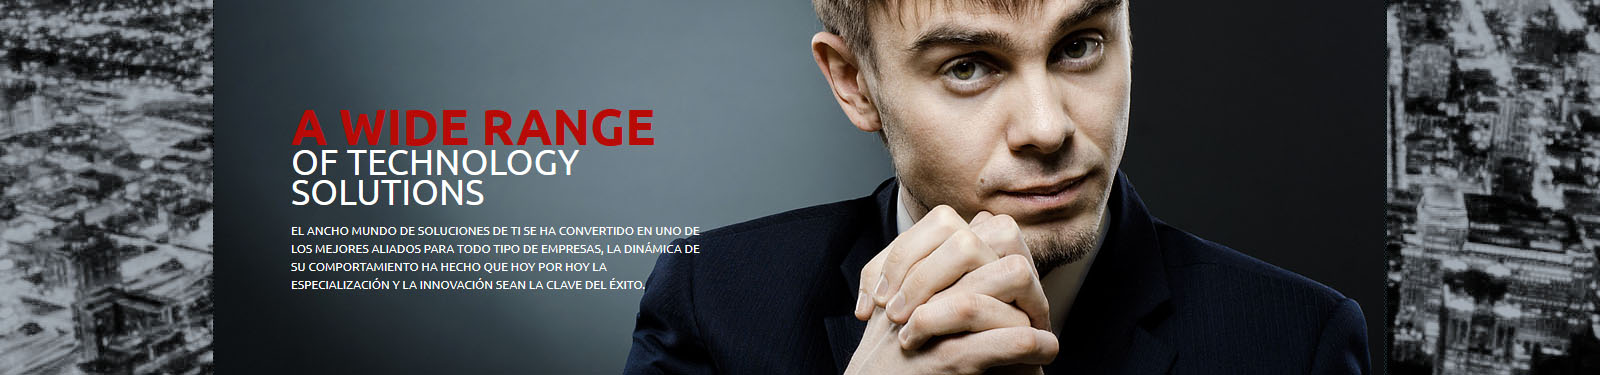 A WIDE RANGE
OF TECHNOLOGY
SOLUTIONS
EL ANCHO MUNDO DE SOLUCIONES DE TI SE HA CONVERTIDO EN UNO DE
LOS MEJORES ALIADOS PARA TODO TIPO DE EMPRESAS, LA DINÁMICA DE
SU COMPORTAMIENTO HA HECHO QUE HOY POR HOY LA
ESPECIALIZACIÓN Y LA INNOVACIÓN SEAN LA CLAVE DEL ÉXITO.